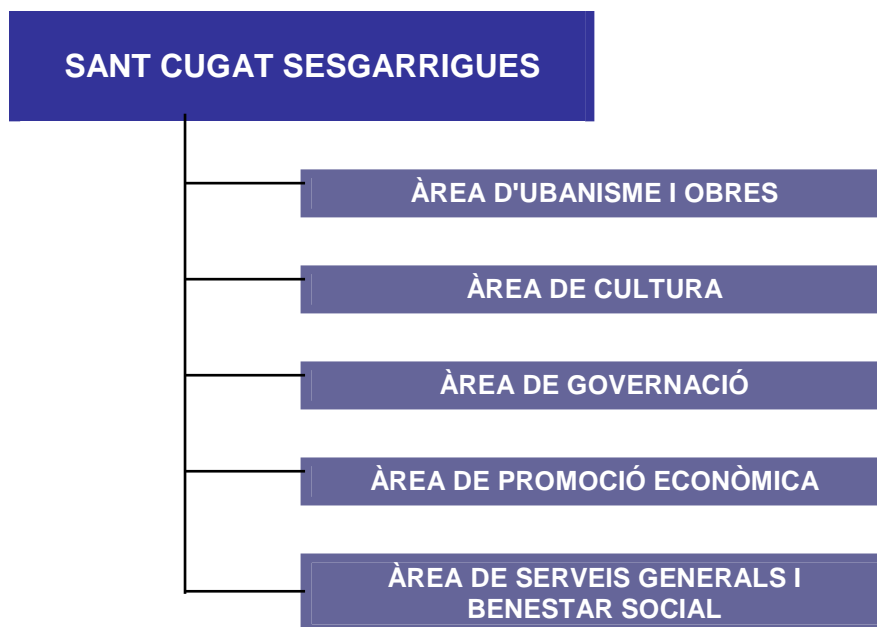 SANT CUGAT SESGARRIGUES
ÀREA D'UBANISME I OBRES
ÀREA DE CULTURA
ÀREA DE GOVERNACIÓ
ÀREA DE PROMOCIÓ ECONÒMICA
ÀREA DE SERVEIS GENERALS I
BENESTAR SOCIAL